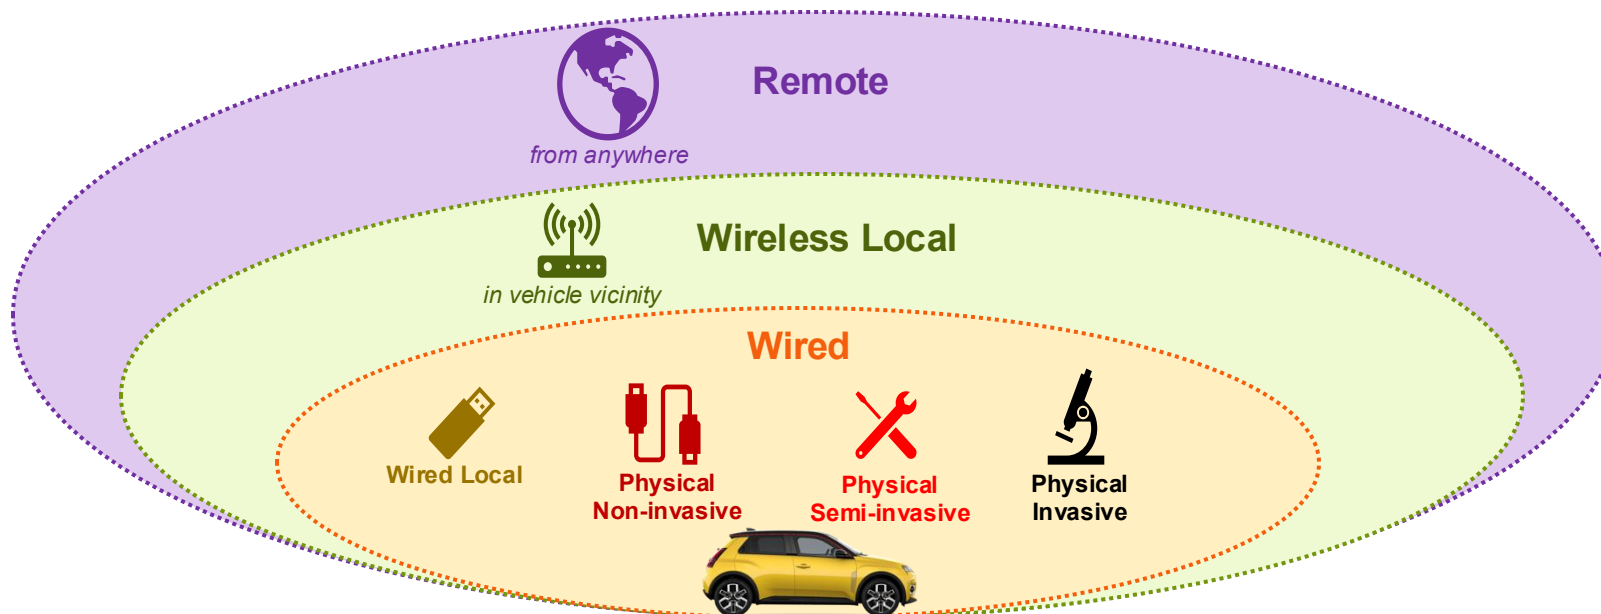 Remote
from anywhere
Wireless Local
in vehicle vicinity
Wired
Wired Local
Physical
Non-invasive
Physical
Semi-invasive
Physical
Invasive